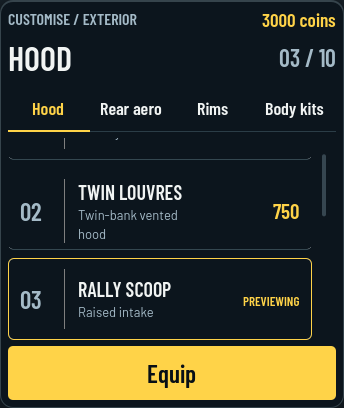 CUSTOMISE / EXTERIOR
3000 coins
HOOD
03 / 10
Hood
Rear aero
Rims
Body kits
02
TWIN LOUVRES
Twin-bank vented
hood
750
03
RALLY SCOOP
Raised intake
PREVIEWING
Equip